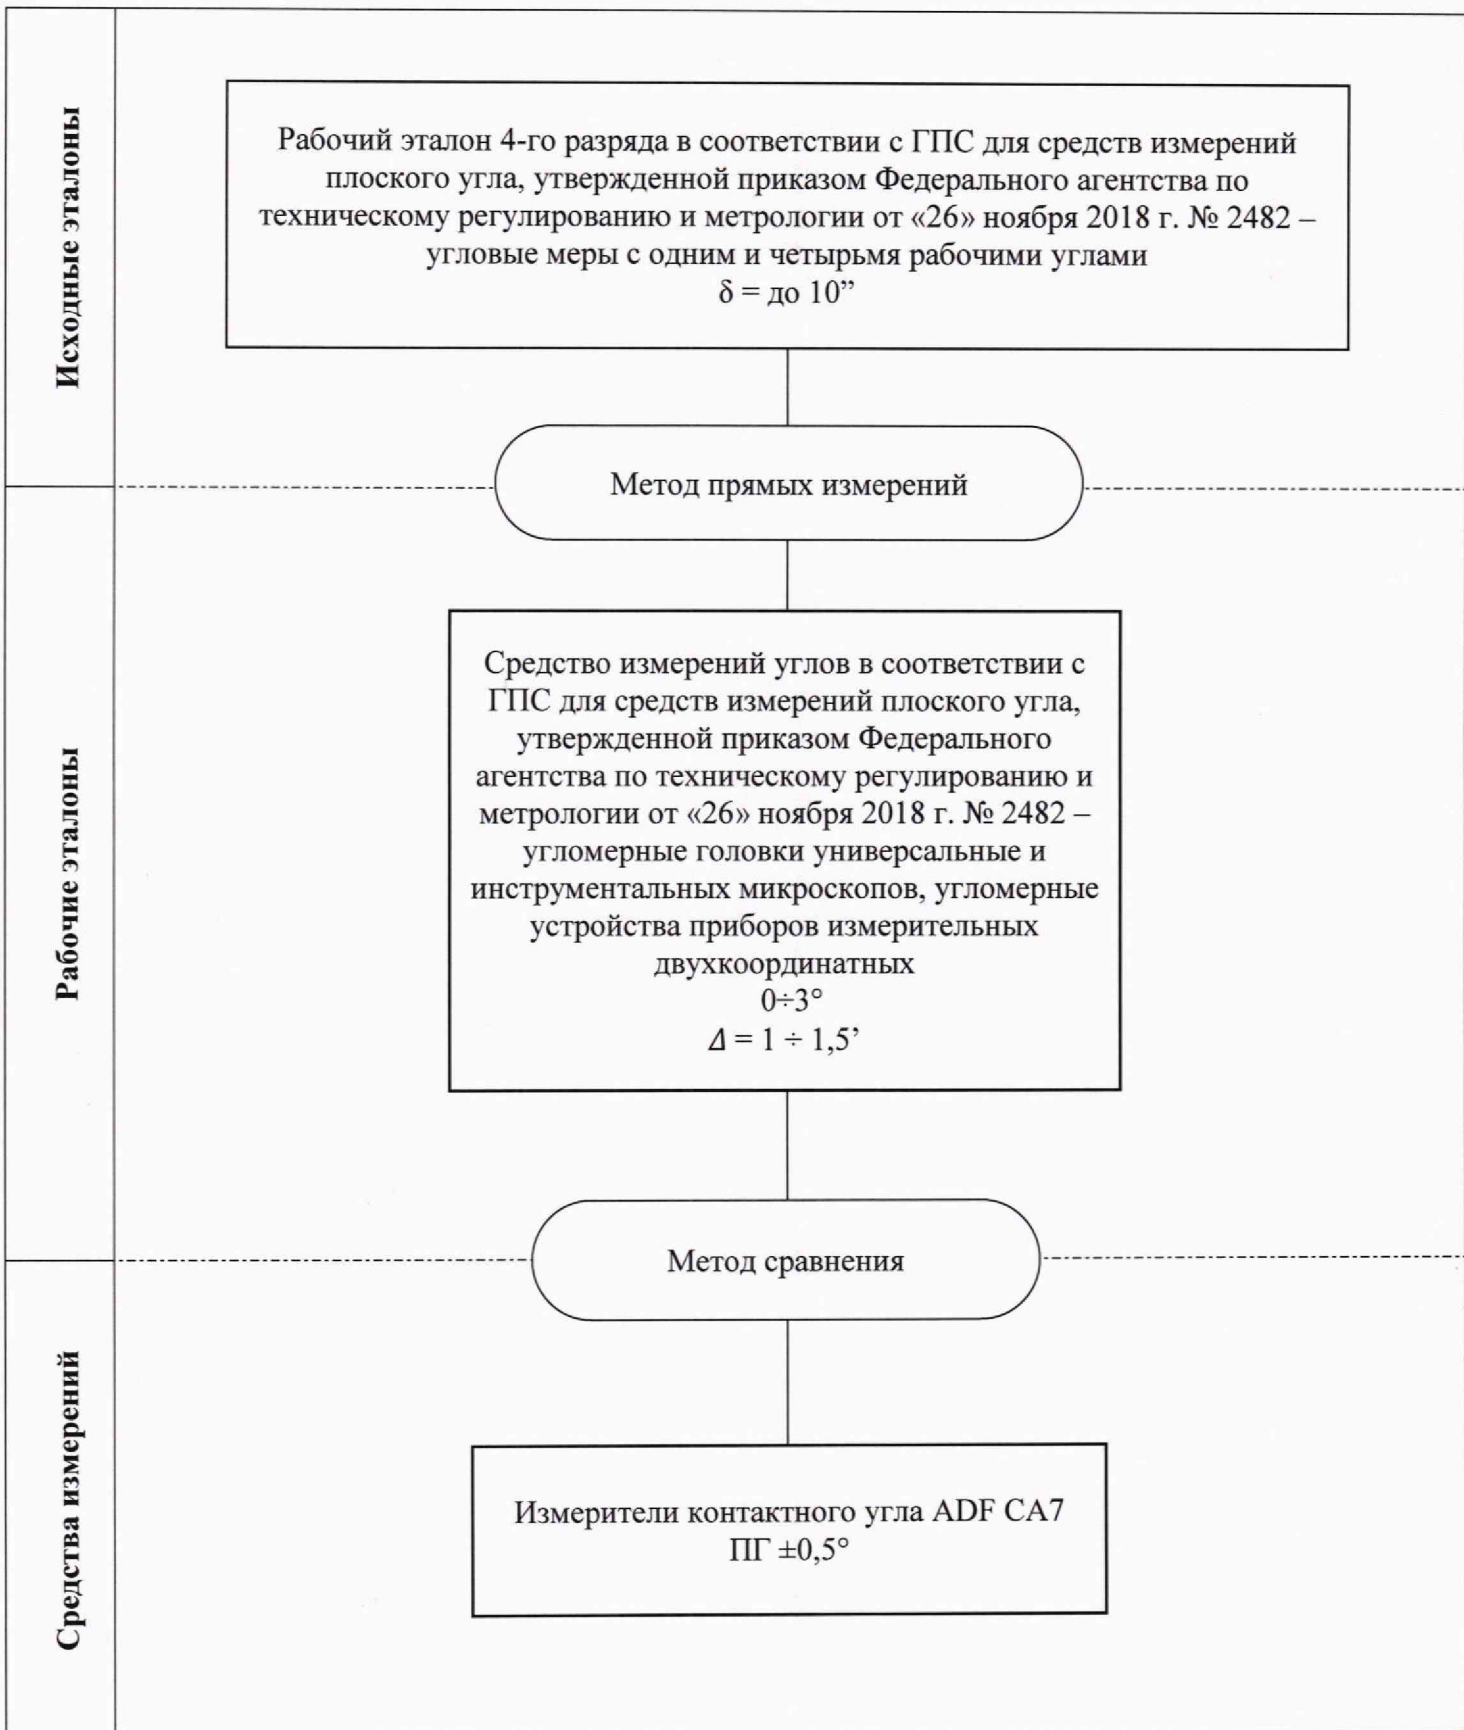 Исходные эталоны
Рабочий эталон 4-го разряда в соответствии с ГПС для средств измерений
плоского угла, утвержденной приказом Федерального агентства по
техническому регулированию и метрологии от «26» ноября 2018 г. № 2482 –
угловые меры с одним и четырьмя рабочими углами
δ = до 10”
Метод прямых измерений
Рабочие эталоны
Средство измерений углов в соответствии с
ГПС для средств измерений плоского угла,
утвержденной приказом Федерального
агентства по техническому регулированию и
метрологии от «26» ноября 2018 г. № 2482 –
угломерные головки универсальные и
инструментальных микроскопов, угломерные
устройства приборов измерительных
двухкоординатных
0÷3°
Δ = 1 ÷ 1,5’
Метод сравнения
Средства измерений
Измерители контактного угла ADF CA7
ПГ ±0,5°